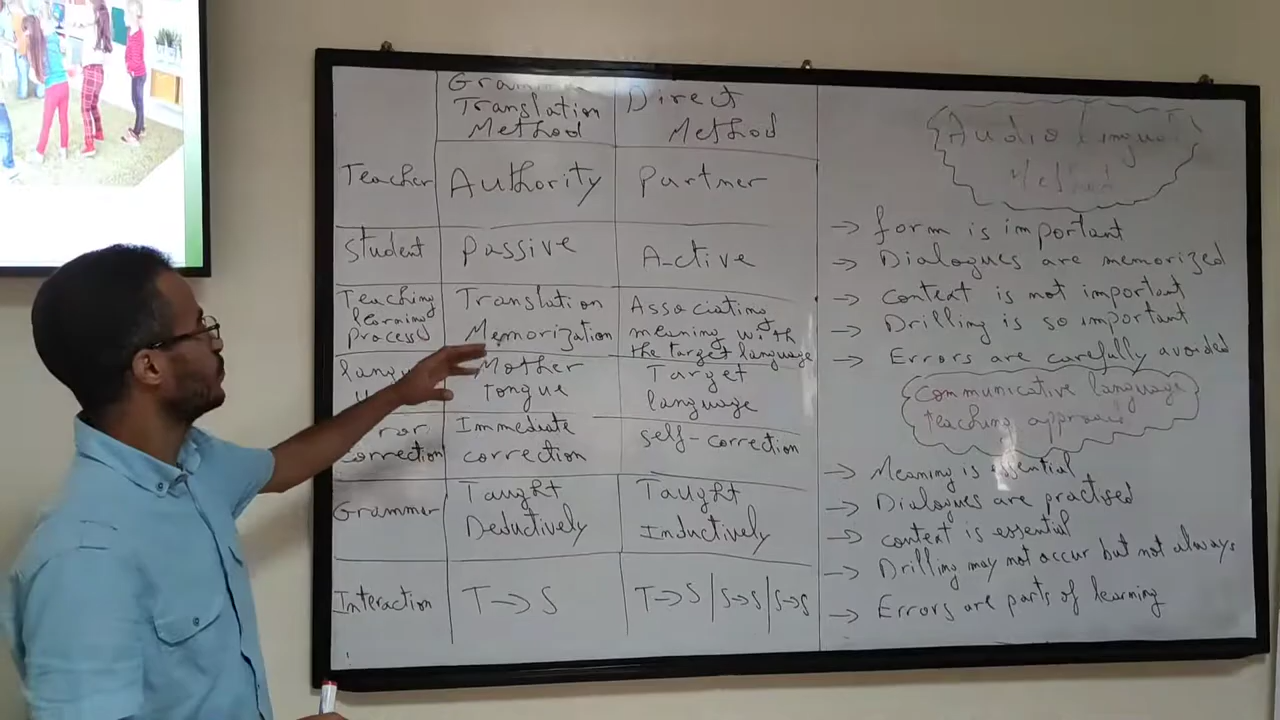 Translation
Method
Direct
Method
Teacher
Authority
Partner
Student
Passive
Active
Teaching
learning
Process
Translation
Memorization
Associating
meaning with
the target language
Mother
Tongue
Target
language
correction
Immediate
correction
self-correction
Grammer
Taught
Deductively
Taught
Inductively
Interaction
T → S
T → S | S → S | S → S
Audio lingual
Method
→ form is important
→ Dialogues are memorized
→ Context is not important
→ Drilling is so important
→ Errors are carefully avoided
Communicative language
teaching approach
→ Meaning is essential
→ Dialogues are practised
→ context is essential
→ Drilling may not occur but not always
→ Errors are parts of learning